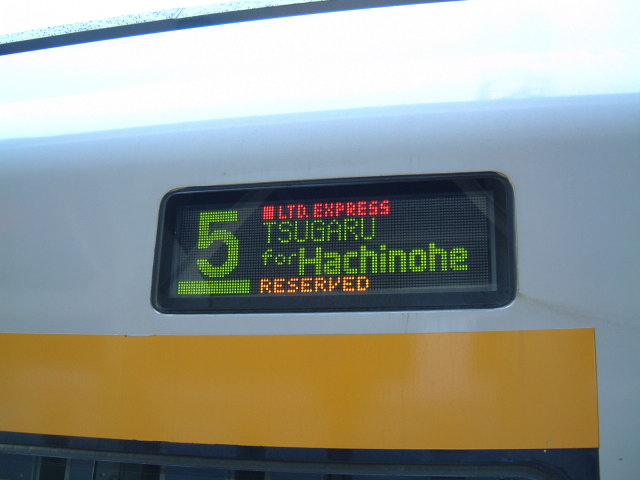 5
LTD. EXPRESS
TSUGARU
for Hachinohe
RESERVED